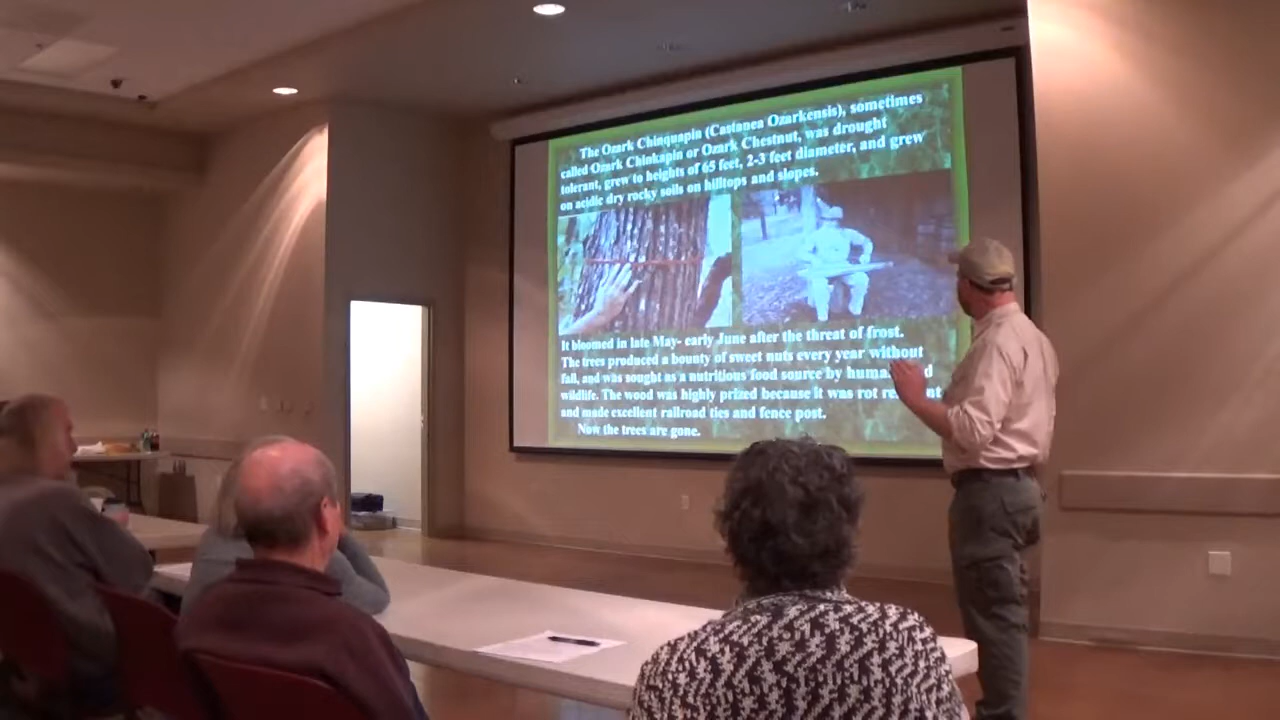 The Ozark Chinquapin (Castanea Ozarkensis), sometimes
called Ozark Chinkapin or Ozark Chestnut, was drought
tolerant, grew to heights of 65 feet, 2-3 feet diameter, and grew
on acidic dry rocky soils on hilltops and slopes.
It bloomed in late May- early June after the threat of frost.
The trees produced a bounty of sweet nuts every year without
fail, and was sought as a nutritious food source by
wildlife. The wood was highly prized because it was rot
and made excellent railroad ties and fence post.
Now the trees are gone.